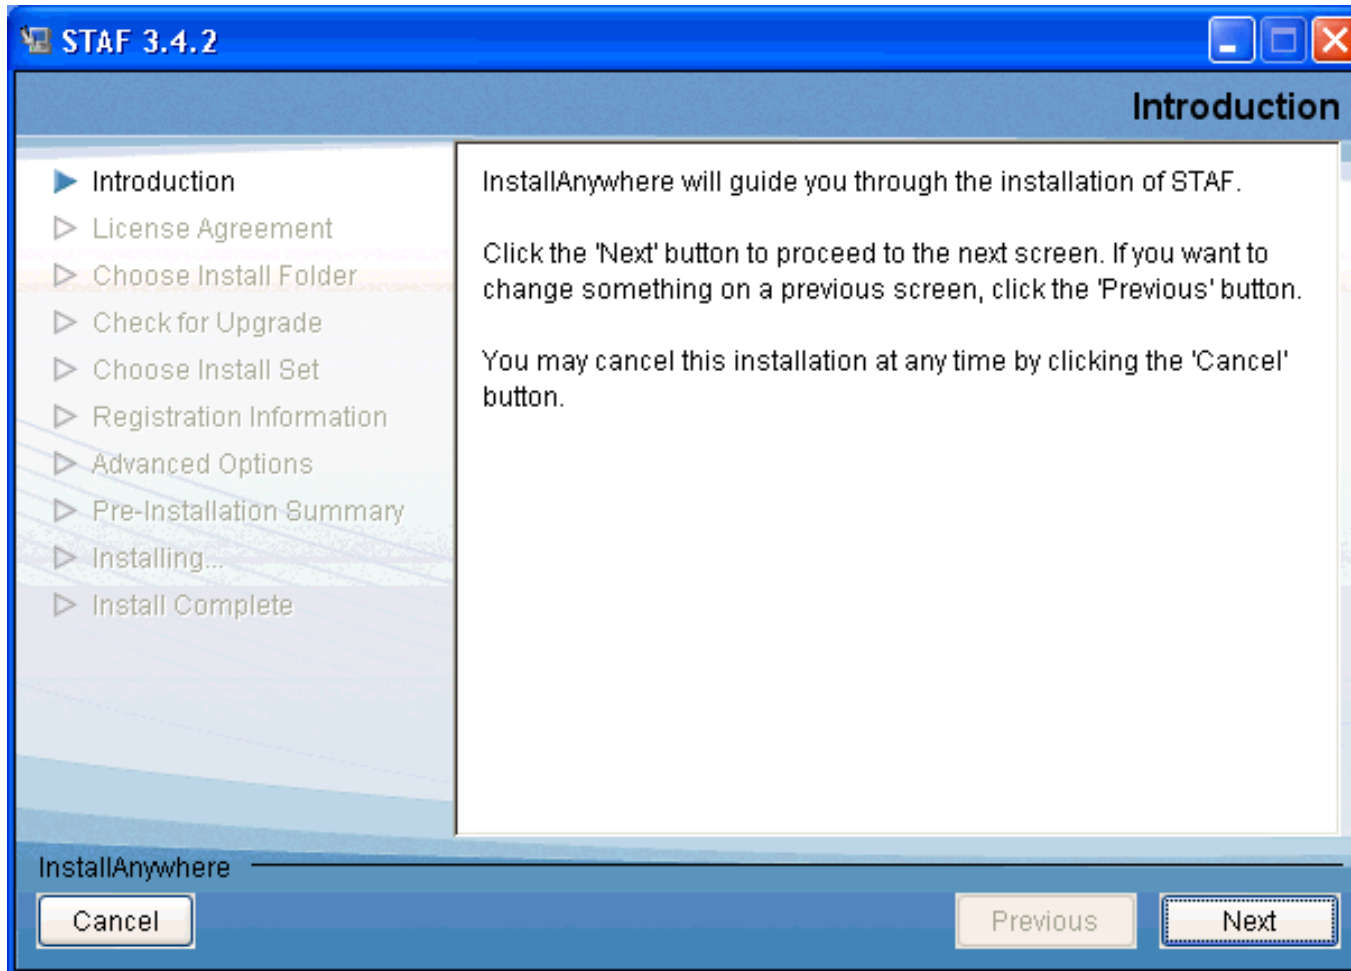 STAF 3.4.2
Introduction
Introduction
License Agreement
Choose Install Folder
Check for Upgrade
Choose Install Set
Registration Information
Advanced Options
Pre-Installation Summary
Installing...
Install Complete
InstallAnywhere will guide you through the installation of STAF.
Click the 'Next' button to proceed to the next screen. If you want to
change something on a previous screen, click the 'Previous' button.
You may cancel this installation at any time by clicking the 'Cancel'
button.
InstallAnywhere
Cancel
Previous
Next